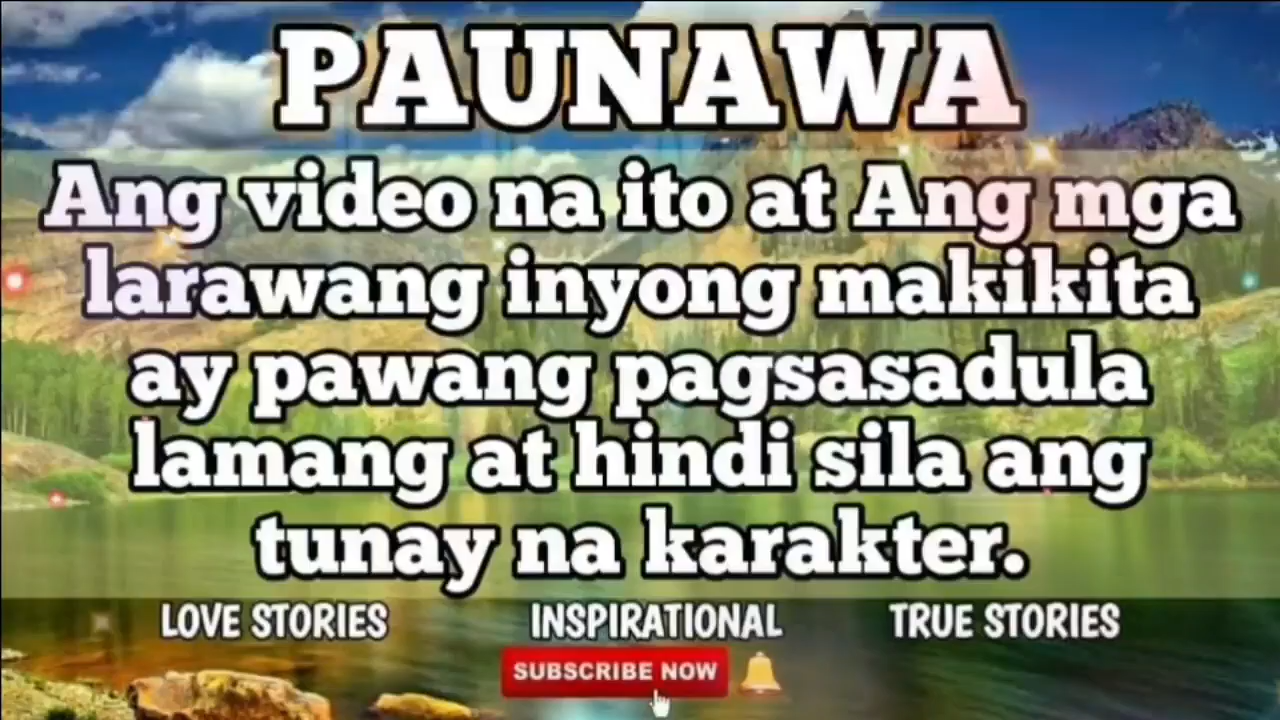 PAUNAWA
Ang video na ito at Ang mga
larawang inyong makikita
ay pawang pagsasadula
lamang at hindi sila ang
tunay na karakter.
LOVE STORIES INSPIRATIONAL TRUE STORIES
SUBSCRIBE NOW